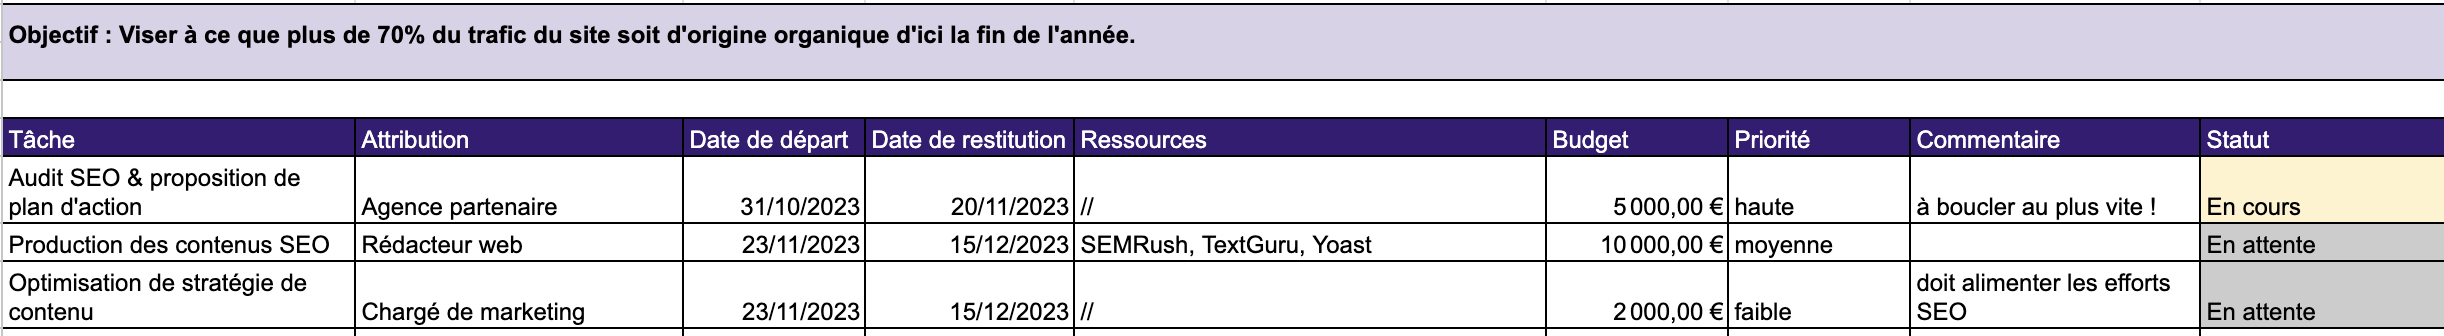 Objectif : Viser à ce que plus de 70% du trafic du site soit d'origine organique d'ici la fin de l'année.
Tâche Attribution Date de départ Date de restitution Ressources Budget Priorité Commentaire Statut
Audit SEO & proposition de
plan d'action Agence partenaire 31/10/2023 20/11/2023 // 5 000,00 € haute à boucler au plus vite ! En cours
Production des contenus SEO Rédacteur web 23/11/2023 15/12/2023 SEMRush, TextGuru, Yoast 10 000,00 € moyenne En attente
Optimisation de stratégie de doit alimenter les efforts
contenu Chargé de marketing 23/11/2023 15/12/2023 // 2 000,00 € faible SEO En attente